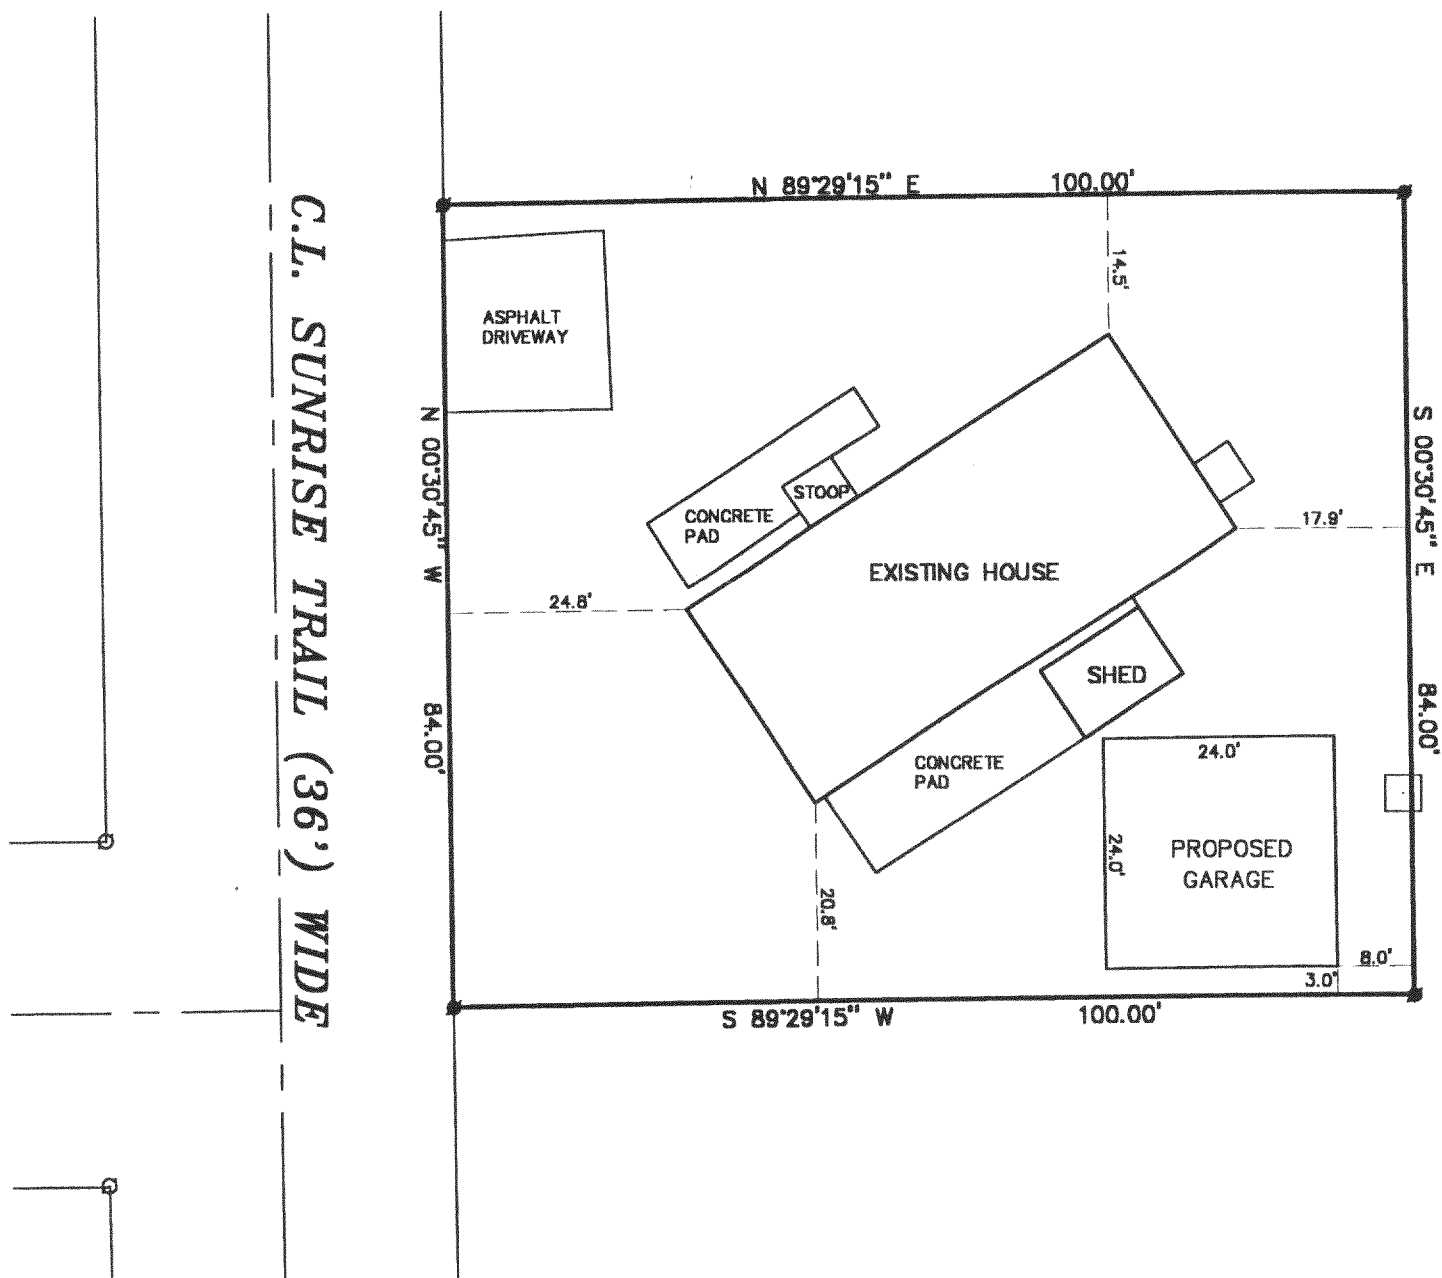 N 89°29'15" E 100.00'
C.L. SUNRISE TRAIL (36') WIDE
14.5'
ASPHALT
DRIVEWAY
N 00°30'45" W 84.00'
S 00°30'45" E 84.00'
STOOP
CONCRETE
PAD
17.9'
EXISTING HOUSE
24.8'
SHED
24.0'
CONCRETE
PAD
24.0'
PROPOSED
GARAGE
20.8'
8.0'
3.0'
S 89°29'15" W 100.00'